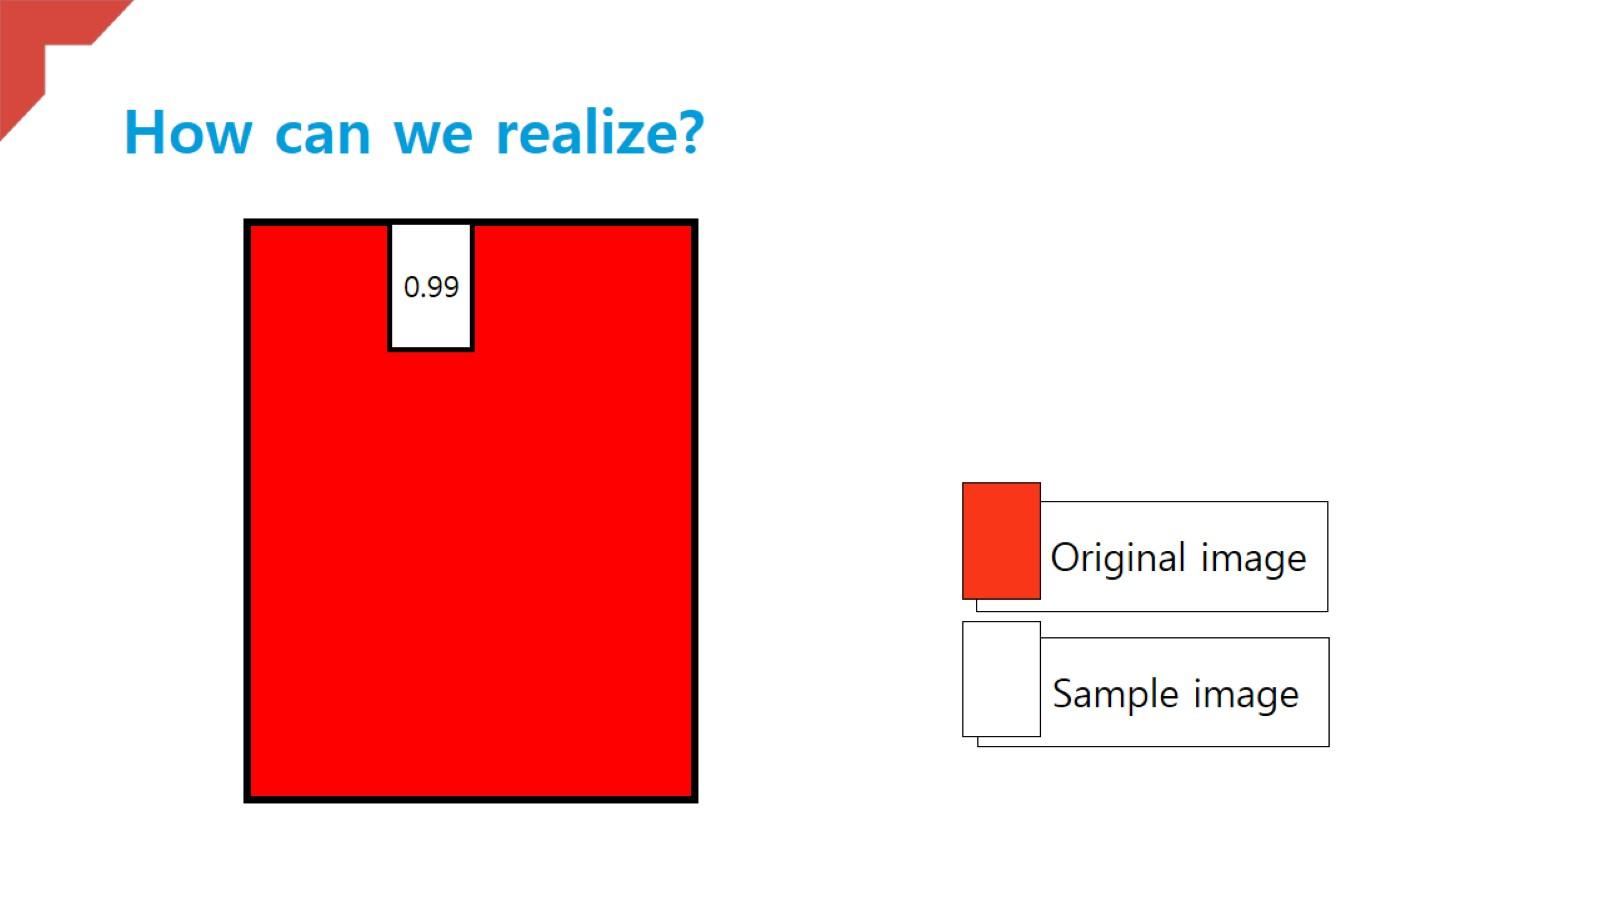 How can we realize?
0.99
Original image
Sample image